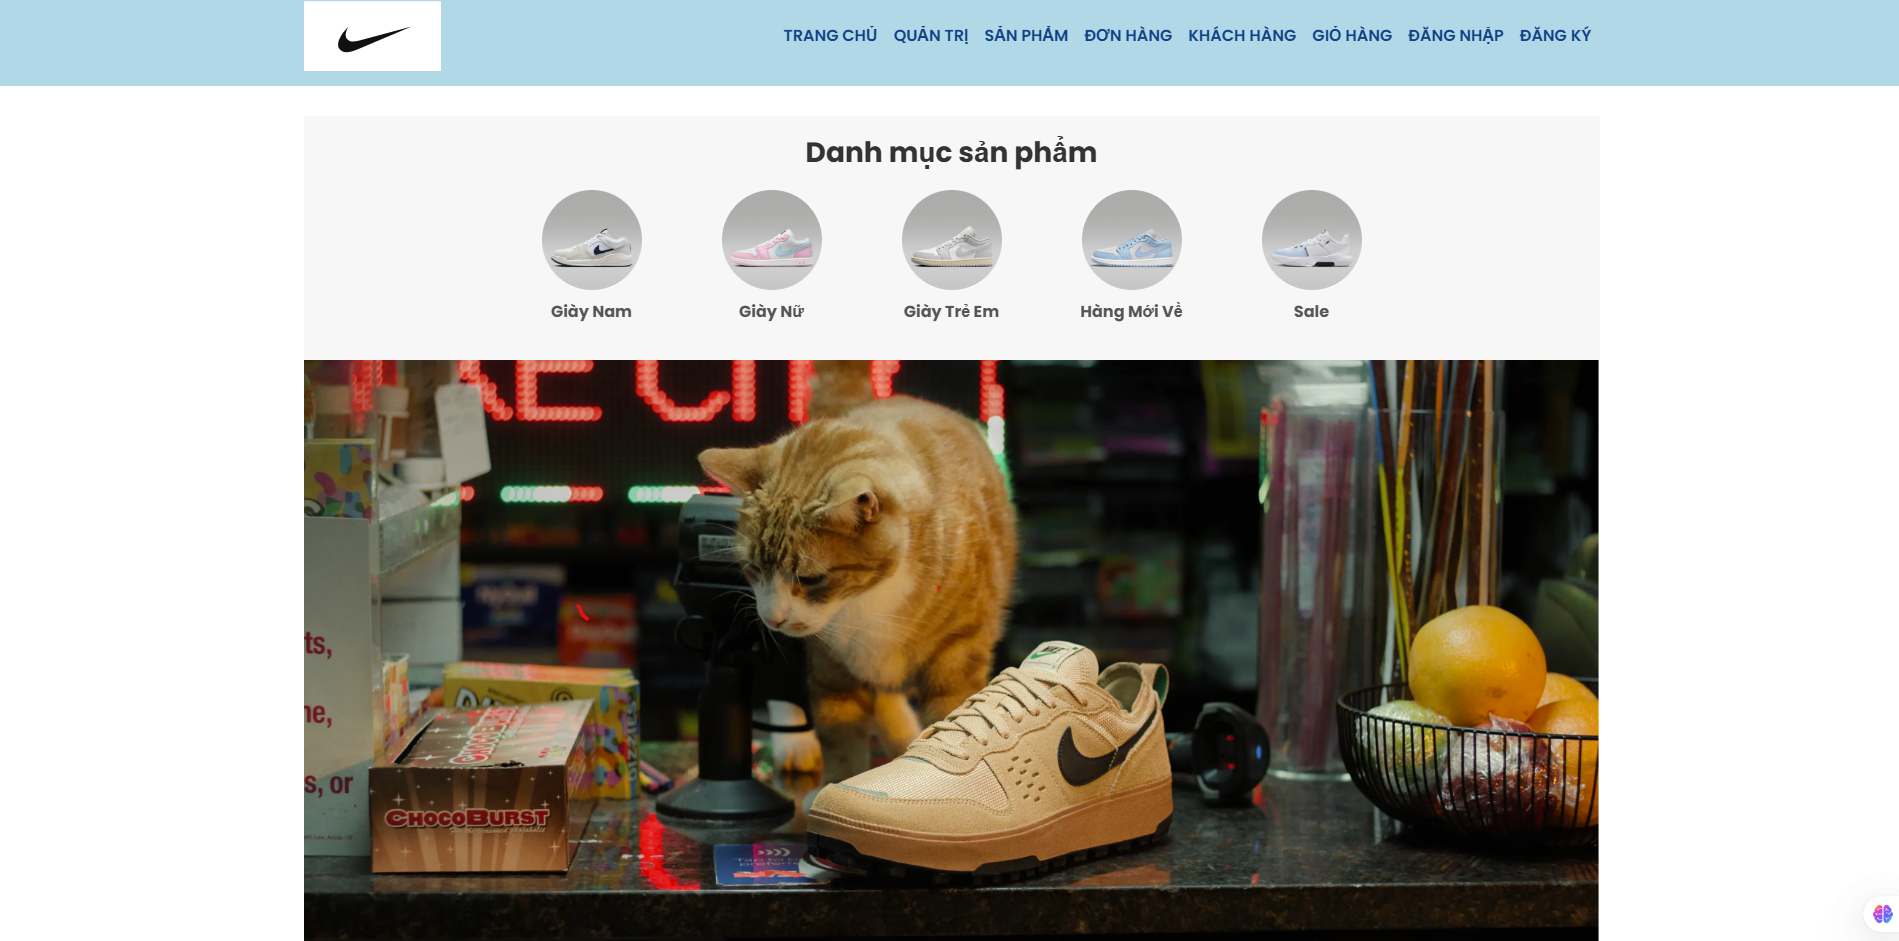 TRANG CHỦ QUẢN TRỊ SẢN PHẨM ĐƠN HÀNG KHÁCH HÀNG GIỎ HÀNG ĐĂNG NHẬP ĐĂNG KÝ
Danh mục sản phẩm
Giày Nam
Giày Nữ
Giày Trẻ Em
Hàng Mới Về
Sale
ts,
ne,
s, or
CHOCOBURST